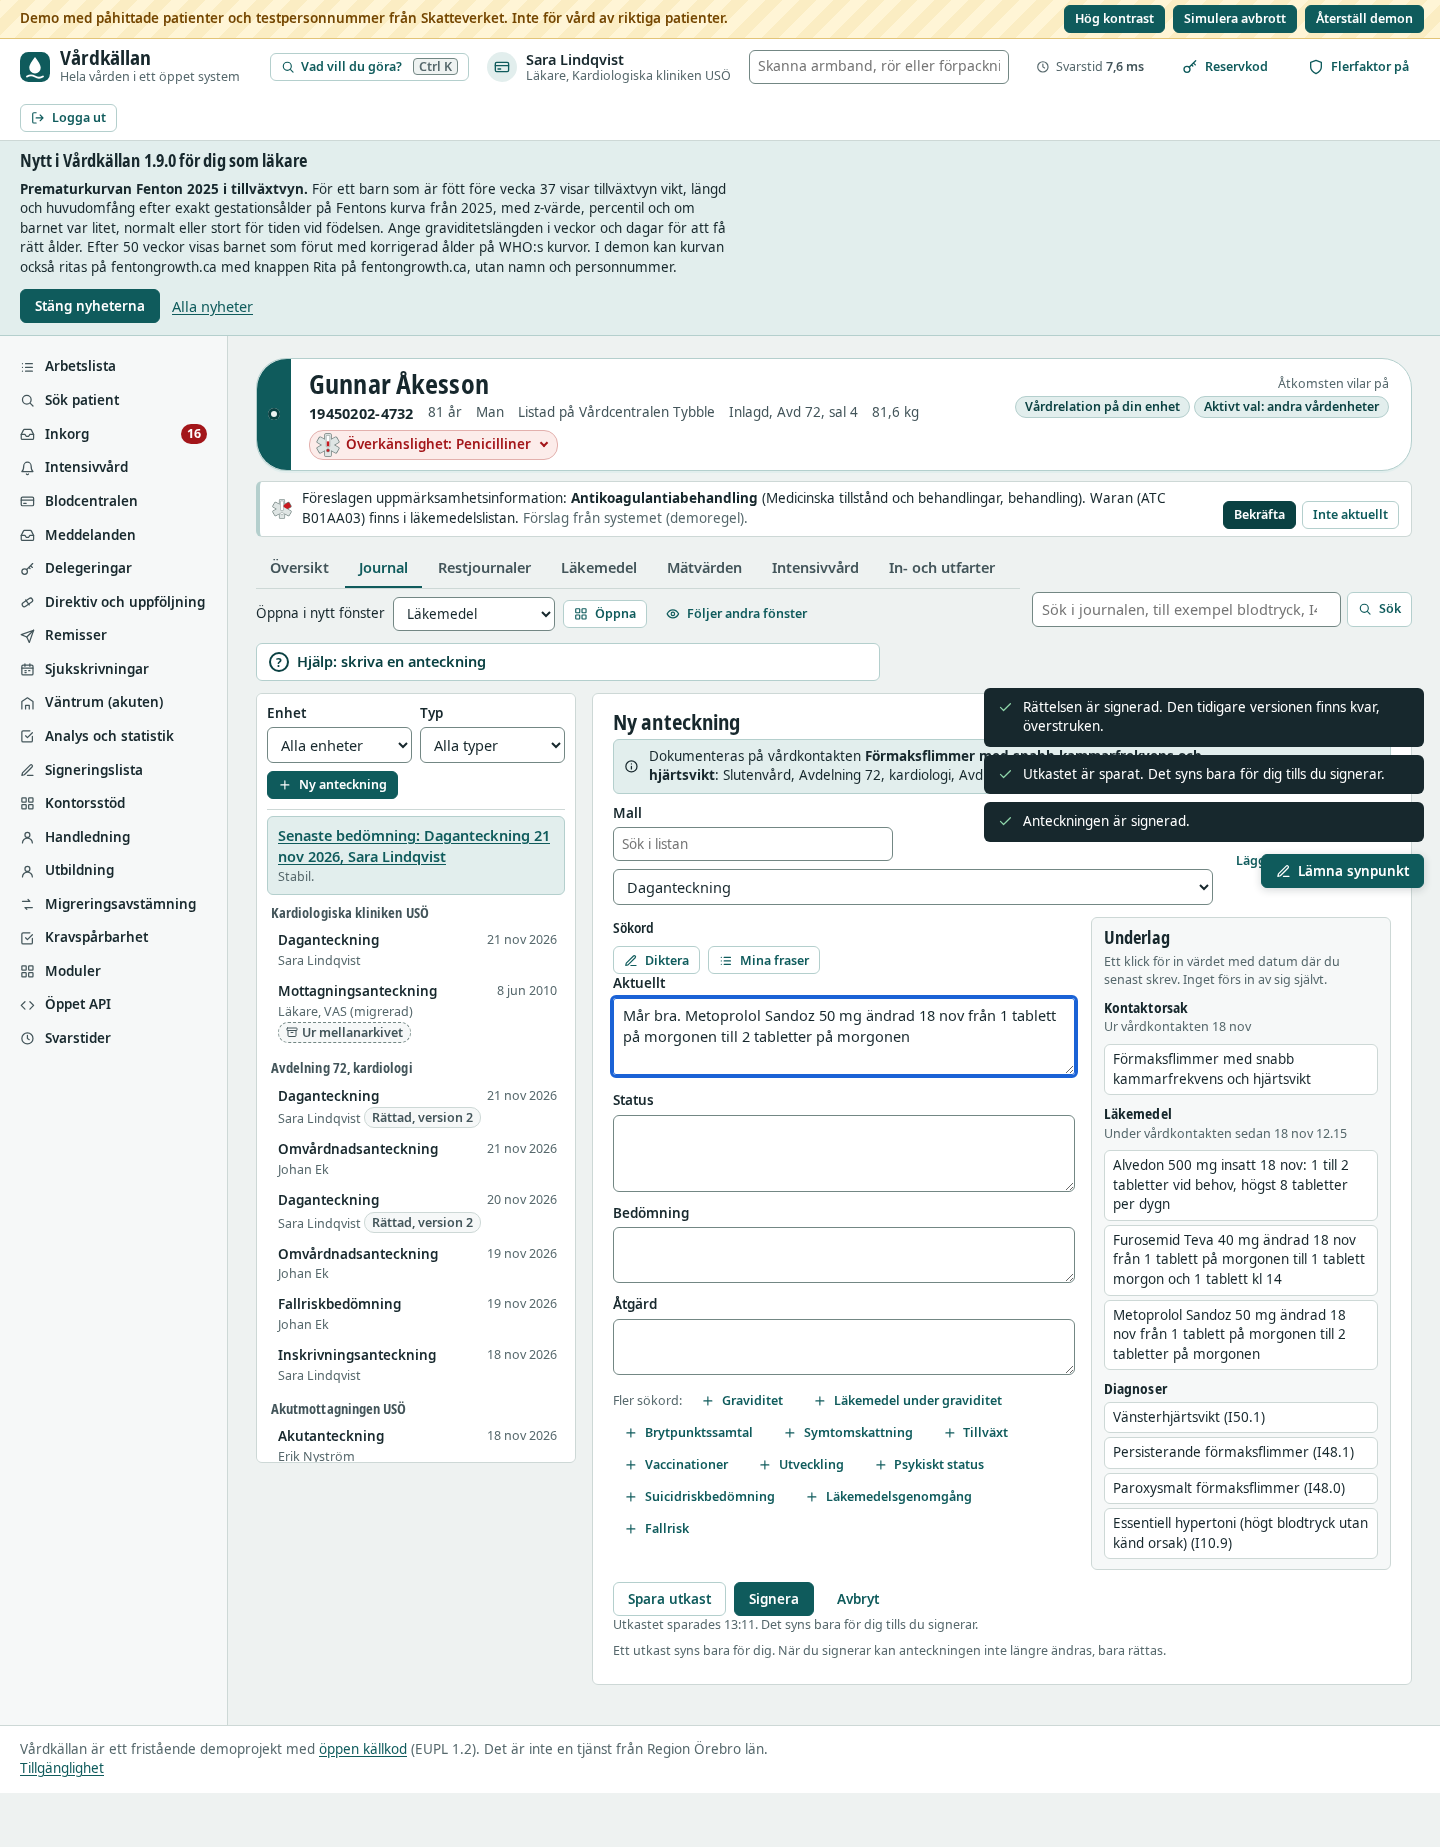 Demo med påhittade patienter och testpersonnummer från Skatteverket. Inte för vård av riktiga patienter.
Hög kontrast
Simulera avbrott
Återställ demon
Vårdkällan
Hela vården i ett öppet system
Vad vill du göra? Ctrl K
Sara Lindqvist
Läkare, Kardiologiska kliniken USÖ
Skanna armband, rör eller förpackni
Svarstid 7,6 ms
Reservkod
Flerfaktor på
Logga ut
Nytt i Vårdkällan 1.9.0 för dig som läkare
Prematurkurvan Fenton 2025 i tillväxtvyn. För ett barn som är fött före vecka 37 visar tillväxtvyn vikt, längd
och huvudomfång efter exakt gestationsålder på Fentons kurva från 2025, med z-värde, percentil och om
barnet var litet, normalt eller stort för tiden vid födelsen. Ange graviditetslängden i veckor och dagar för att få
rätt ålder. Efter 50 veckor visas barnet som förut med korrigerad ålder på WHO:s kurvor. I demon kan kurvan
också ritas på fentongrowth.ca med knappen Rita på fentongrowth.ca, utan namn och personnummer.
Stäng nyheterna
Alla nyheter
Arbetslista
Sök patient
Inkorg 16
Intensivvård
Blodcentralen
Meddelanden
Delegeringar
Direktiv och uppföljning
Remisser
Sjukskrivningar
Väntrum (akuten)
Analys och statistik
Signeringslista
Kontorsstöd
Handledning
Utbildning
Migreringsavstämning
Kravspårbarhet
Moduler
Öppet API
Svarstider
Gunnar Åkesson
19450202-4732 81 år Man Listad på Vårdcentralen Tybble Inlagd, Avd 72, sal 4 81,6 kg
Överkänslighet: Penicilliner
Åtkomsten vilar på
Vårdrelation på din enhet
Aktivt val: andra vårdenheter
Föreslagen uppmärksamhetsinformation: Antikoagulantiabehandling (Medicinska tillstånd och behandlingar, behandling). Waran (ATC
B01AA03) finns i läkemedelslistan. Förslag från systemet (demoregel).
Bekräfta
Inte aktuellt
Översikt
Journal
Restjournaler
Läkemedel
Mätvärden
Intensivvård
In- och utfarter
Öppna i nytt fönster
Läkemedel
Öppna
Följer andra fönster
Sök i journalen, till exempel blodtryck, I4
Sök
? Hjälp: skriva en anteckning
Enhet
Typ
Alla enheter
Alla typer
Ny anteckning
Senaste bedömning: Daganteckning 21
nov 2026, Sara Lindqvist
Stabil.
Kardiologiska kliniken USÖ
Daganteckning 21 nov 2026
Sara Lindqvist
Mottagningsanteckning 8 jun 2010
Läkare, VAS (migrerad)
Ur mellanarkivet
Avdelning 72, kardiologi
Daganteckning 21 nov 2026
Sara Lindqvist Rättad, version 2
Omvårdnadsanteckning 21 nov 2026
Johan Ek
Daganteckning 20 nov 2026
Sara Lindqvist Rättad, version 2
Omvårdnadsanteckning 19 nov 2026
Johan Ek
Fallriskbedömning 19 nov 2026
Johan Ek
Inskrivningsanteckning 18 nov 2026
Sara Lindqvist
Akutmottagningen USÖ
Akutanteckning 18 nov 2026
Erik Nyström
Ny anteckning
Dokumenteras på vårdkontakten Förmaksflimmer med snabb kammarfrekvens och
hjärtsvikt: Slutenvård, Avdelning 72, kardiologi, Avd
Rättelsen är signerad. Den tidigare versionen finns kvar,
överstruken.
Utkastet är sparat. Det syns bara för dig tills du signerar.
Anteckningen är signerad.
Lägg
Lämna synpunkt
Mall
Sök i listan
Daganteckning
Sökord
Diktera
Mina fraser
Aktuellt
Mår bra. Metoprolol Sandoz 50 mg ändrad 18 nov från 1 tablett
på morgonen till 2 tabletter på morgonen
Status
Bedömning
Åtgärd
Fler sökord:
Graviditet
Läkemedel under graviditet
Brytpunktssamtal
Symtomskattning
Tillväxt
Vaccinationer
Utveckling
Psykiskt status
Suicidriskbedömning
Läkemedelsgenomgång
Fallrisk
Underlag
Ett klick för in värdet med datum där du
senast skrev. Inget förs in av sig självt.
Kontaktorsak
Ur vårdkontakten 18 nov
Förmaksflimmer med snabb
kammarfrekvens och hjärtsvikt
Läkemedel
Under vårdkontakten sedan 18 nov 12.15
Alvedon 500 mg insatt 18 nov: 1 till 2
tabletter vid behov, högst 8 tabletter
per dygn
Furosemid Teva 40 mg ändrad 18 nov
från 1 tablett på morgonen till 1 tablett
morgon och 1 tablett kl 14
Metoprolol Sandoz 50 mg ändrad 18
nov från 1 tablett på morgonen till 2
tabletter på morgonen
Diagnoser
Vänsterhjärtsvikt (I50.1)
Persisterande förmaksflimmer (I48.1)
Paroxysmalt förmaksflimmer (I48.0)
Essentiell hypertoni (högt blodtryck utan
känd orsak) (I10.9)
Spara utkast
Signera
Avbryt
Utkastet sparades 13:11. Det syns bara för dig tills du signerar.
Ett utkast syns bara för dig. När du signerar kan anteckningen inte längre ändras, bara rättas.
Vårdkällan är ett fristående demoprojekt med öppen källkod (EUPL 1.2). Det är inte en tjänst från Region Örebro län.
Tillgänglighet